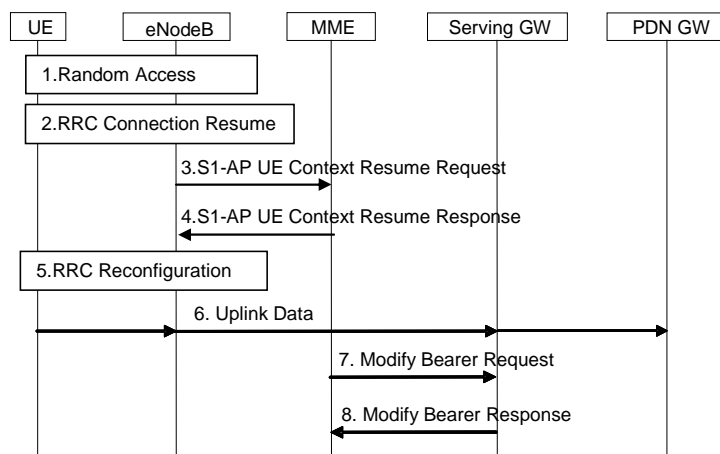 UE
eNodeB
MME
Serving GW
PDN GW
1.Random Access
2.RRC Connection Resume
3.S1-AP UE Context Resume Request
4.S1-AP UE Context Resume Response
5.RRC Reconfiguration
6. Uplink Data
7. Modify Bearer Request
8. Modify Bearer Response